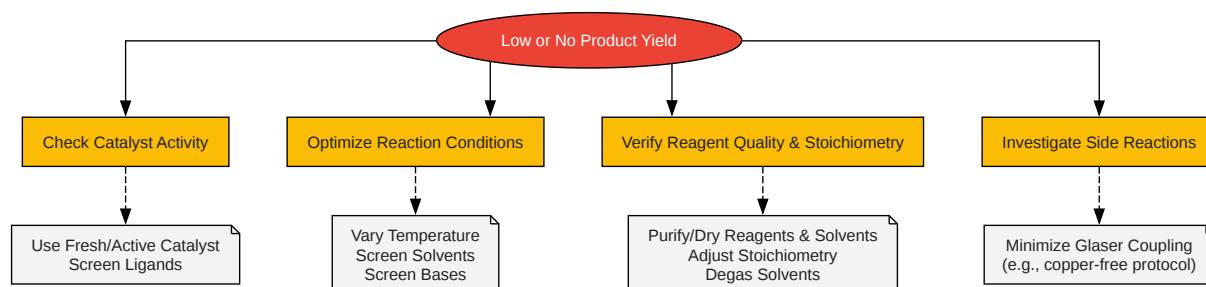 Low or No Product Yield
Check Catalyst Activity
Optimize Reaction Conditions
Verify Reagent Quality & Stoichiometry
Investigate Side Reactions
Use Fresh/Active Catalyst
Screen Ligands
Vary Temperature
Screen Solvents
Screen Bases
Purify/Dry Reagents & Solvents
Adjust Stoichiometry
Degas Solvents
Minimize Glaser Coupling
(e.g., copper-free protocol)